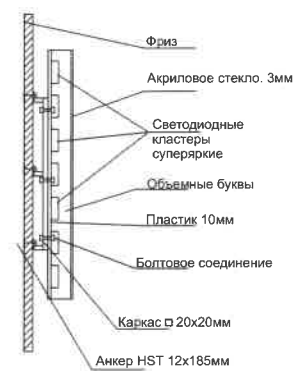 Фриз
Акриловое стекло. 3мм
Светодиодные
кластеры
суперяркие
Объемные буквы
Пластик 10мм
Болтовое соединение
Каркас □ 20х20мм
Анкер HST 12х185мм